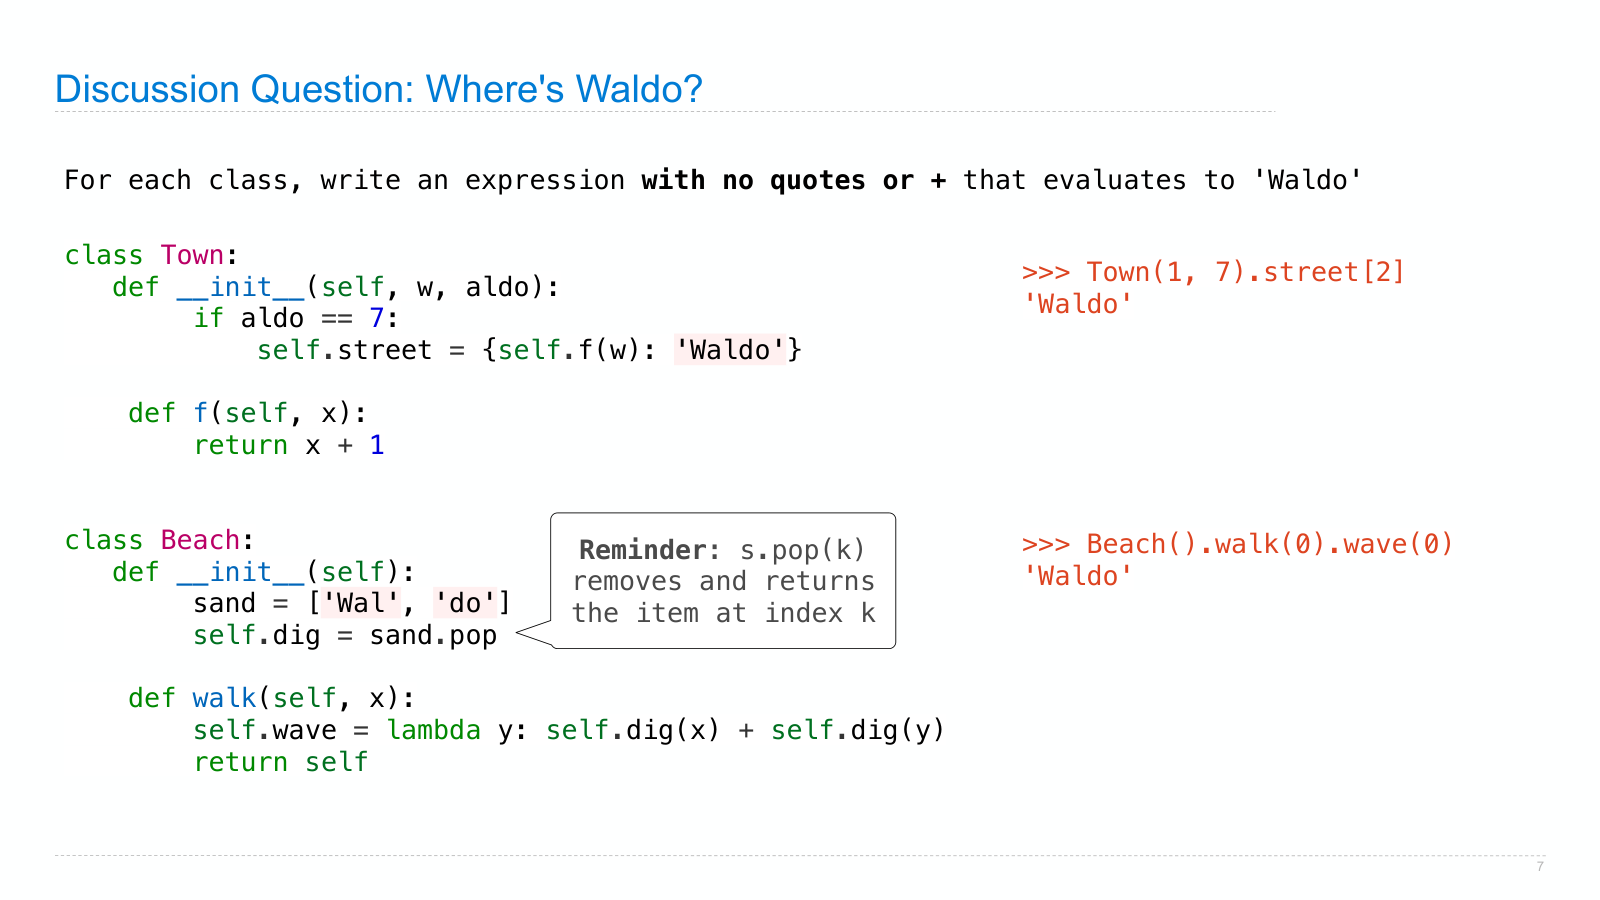 Discussion Question: Where's Waldo?
For each class, write an expression with no quotes or + that evaluates to 'Waldo'
class Town:
   def __init__(self, w, aldo):
        if aldo == 7:
            self.street = {self.f(w): 'Waldo'}
    def f(self, x):
        return x + 1
>>> Town(1, 7).street[2]
'Waldo'
class Beach:
   def __init__(self):
        sand = ['Wal', 'do']
        self.dig = sand.pop
    def walk(self, x):
        self.wave = lambda y: self.dig(x) + self.dig(y)
        return self
Reminder: s.pop(k)
removes and returns
the item at index k
>>> Beach().walk(0).wave(0)
'Waldo'
7